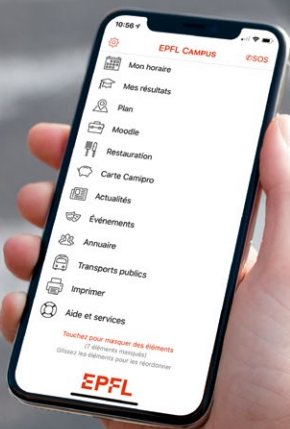 10:56
EPFL CAMPUS
SOS
Mon horaire
Mes résultats
Plan
Moodle
Restauration
Carte Camipro
Actualités
Événements
Annuaire
Transports publics
Imprimer
Aide et services
Touchez pour masquer des éléments
(7 éléments masqués)
Glissez les éléments pour les réordonner
EPFL